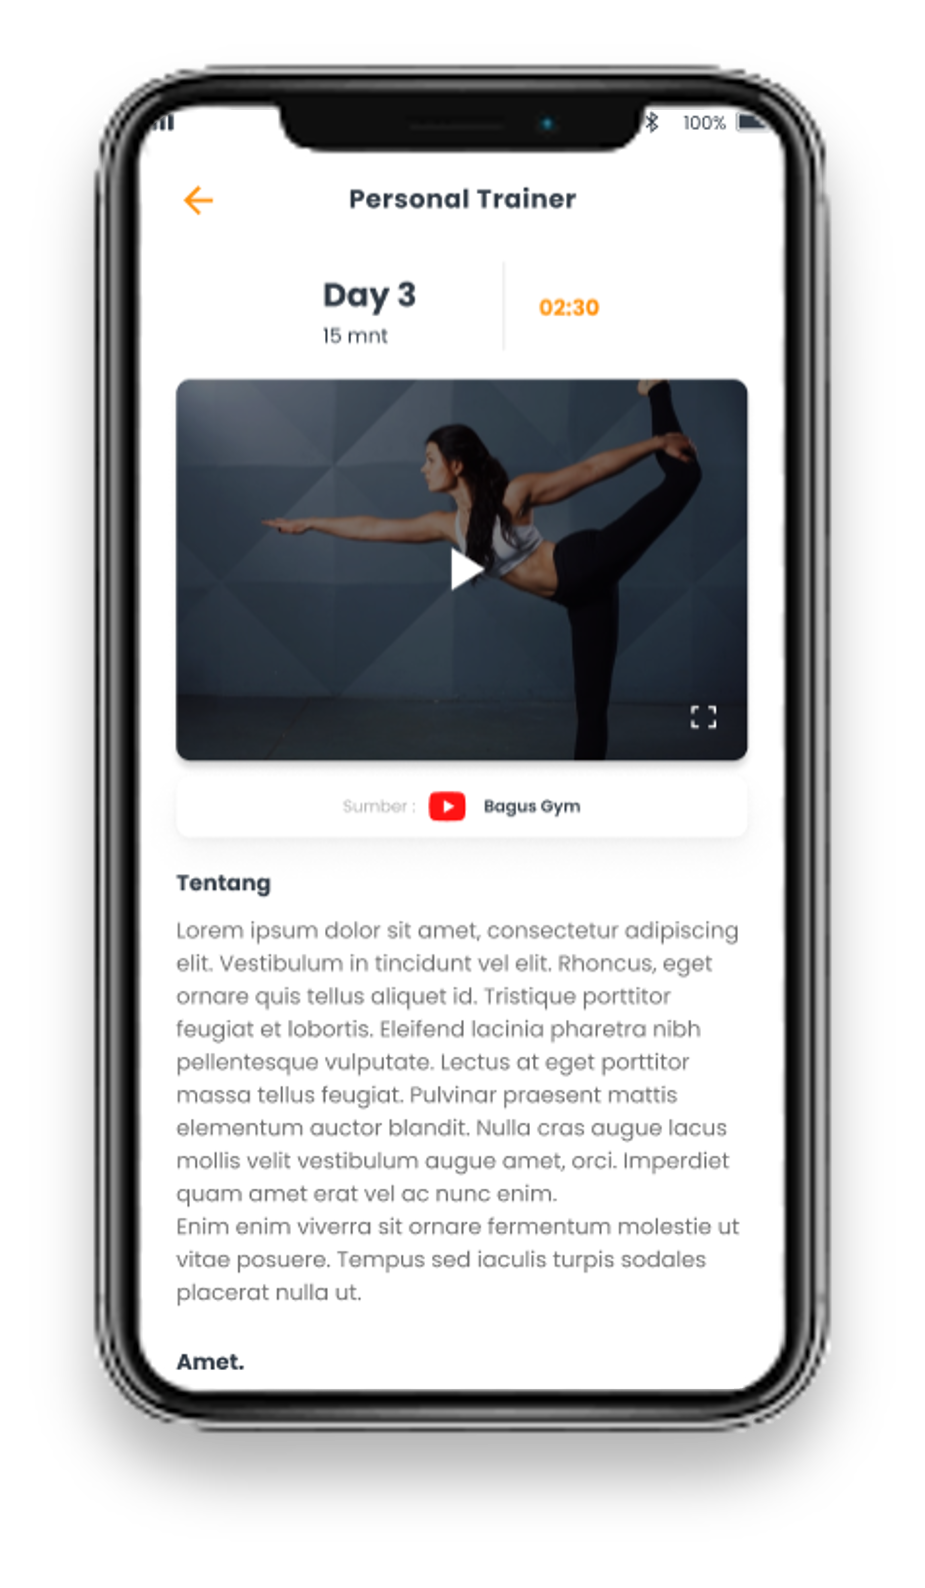 100%
Personal Trainer
Day 3
15 mnt
02:30
Sumber :
Bagus Gym
Tentang
Lorem ipsum dolor sit amet, consectetur adipiscing
elit. Vestibulum in tincidunt vel elit. Rhoncus, eget
ornare quis tellus aliquet id. Tristique porttitor
feugiat et lobortis. Eleifend lacinia pharetra nibh
pellentesque vulputate. Lectus at eget porttitor
massa tellus feugiat. Pulvinar praesent mattis
elementum auctor blandit. Nulla cras augue lacus
mollis velit vestibulum augue amet, orci. Imperdiet
quam amet erat vel ac nunc enim.
Enim enim viverra sit ornare fermentum molestie ut
vitae posuere. Tempus sed iaculis turpis sodales
placerat nulla ut.
Amet.